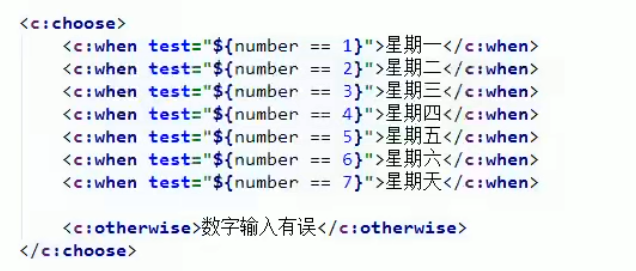 <c:choose>
    <c:when test="${number == 1}">星期一</c:when>
    <c:when test="${number == 2}">星期二</c:when>
    <c:when test="${number == 3}">星期三</c:when>
    <c:when test="${number == 4}">星期四</c:when>
    <c:when test="${number == 5}">星期五</c:when>
    <c:when test="${number == 6}">星期六</c:when>
    <c:when test="${number == 7}">星期天</c:when>

    <c:otherwise>数字输入有误</c:otherwise>
</c:choose>